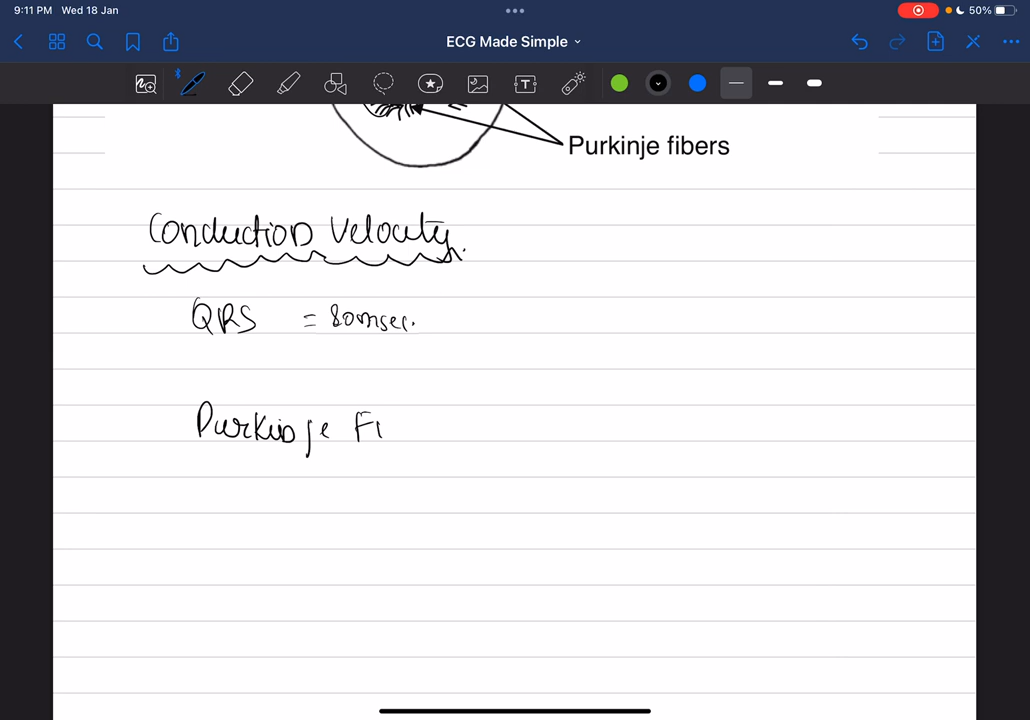 9:11 PM Wed 18 Jan
50%
ECG Made Simple
Purkinje fibers
Conduction Velocity.
QRS = 80msec.
Purkinje Fi